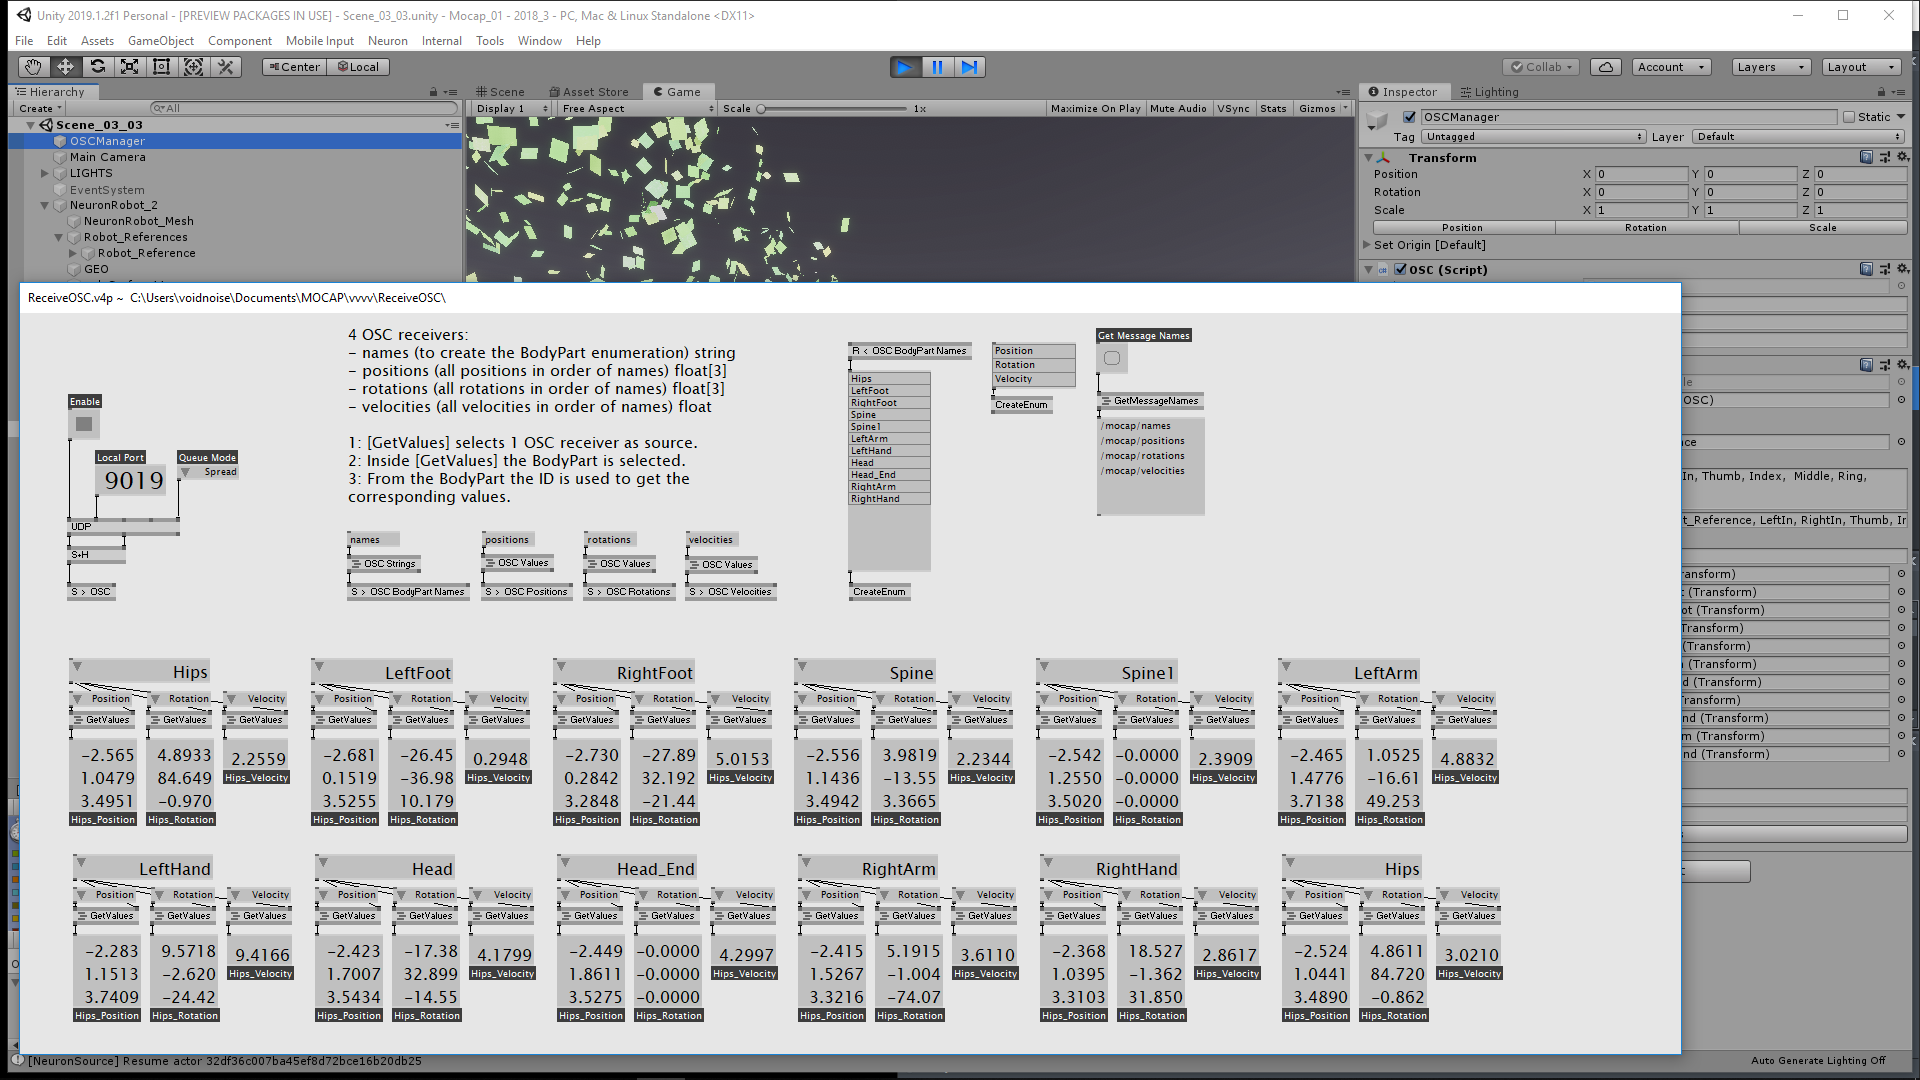 Unity 2019.1.2f1 Personal - [PREVIEW PACKAGES IN USE] - Scene_03_03.unity - Mocap_01 - 2018_3 - PC, Mac & Linux Standalone <DX11>
File Edit Assets GameObject Component Mobile Input Neuron Internal Tools Window Help
Center Local Collab Account Layers Layout
Hierarchy
Create All
Scene_03_03
OSCManager
Main Camera
LIGHTS
EventSystem
NeuronRobot_2
NeuronRobot_Mesh
Robot_References
Robot_Reference
GEO
Scene Asset Store Game
Display 1 Free Aspect Scale 1x Maximize On Play Mute Audio VSync Stats Gizmos
Inspector Lighting
OSCManager Static
Tag Untagged Layer Default
Transform
Position X 0 Y 0 Z 0
Rotation X 0 Y 0 Z 0
Scale X 1 Y 1 Z 1
Position Rotation Scale
Set Origin [Default]
OSC (Script)
ReceiveOSC.v4p ~ C:\Users\voidnoise\Documents\MOCAP\vvvv\ReceiveOSC\
Enable
Local Port Queue Mode
9019 Spread
UDP
S+H
S > OSC
4 OSC receivers:
- names (to create the BodyPart enumeration) string
- positions (all positions in order of names) float[3]
- rotations (all rotations in order of names) float[3]
- velocities (all velocities in order of names) float
1: [GetValues] selects 1 OSC receiver as source.
2: Inside [GetValues] the BodyPart is selected.
3: From the BodyPart the ID is used to get the
corresponding values.
names positions rotations velocities
OSC Strings OSC Values OSC Values OSC Values
S > OSC BodyPart Names S > OSC Positions S > OSC Rotations S > OSC Velocities
R < OSC BodyPart Names
Hips
LeftFoot
RightFoot
Spine
Spine1
LeftArm
LeftHand
Head
Head_End
RightArm
RightHand
CreateEnum
Position
Rotation
Velocity
CreateEnum
Get Message Names
GetMessageNames
/mocap/names
/mocap/positions
/mocap/rotations
/mocap/velocities
OSC)
In, Thumb, Index, Middle, Ring,
t_Reference, LeftIn, RightIn, Thumb, In
ransform)
t (Transform)
ot (Transform)
Transform)
(Transform)
(Transform)
d (Transform)
ransform)
nd (Transform)
m (Transform)
nd (Transform)
Hips LeftFoot RightFoot Spine Spine1 LeftArm
Position Rotation Velocity Position Rotation Velocity Position Rotation Velocity Position Rotation Velocity Position Rotation Velocity Position Rotation Velocity
GetValues GetValues GetValues GetValues GetValues GetValues GetValues GetValues GetValues GetValues GetValues GetValues GetValues GetValues GetValues GetValues GetValues GetValues
-2.565 4.8933 2.2559 -2.681 -26.45 0.2948 -2.730 -27.89 5.0153 -2.556 3.9819 2.2344 -2.542 -0.0000 2.3909 -2.465 1.0525 4.8832
1.0479 84.649 Hips_Velocity 0.1519 -36.98 Hips_Velocity 0.2842 32.192 Hips_Velocity 1.1436 -13.55 Hips_Velocity 1.2550 -0.0000 Hips_Velocity 1.4776 -16.61 Hips_Velocity
3.4951 -0.970 3.5255 10.179 3.2848 -21.44 3.4942 3.3665 3.5020 -0.0000 3.7138 49.253
Hips_Position Hips_Rotation Hips_Position Hips_Rotation Hips_Position Hips_Rotation Hips_Position Hips_Rotation Hips_Position Hips_Rotation Hips_Position Hips_Rotation
LeftHand Head Head_End RightArm RightHand Hips
Position Rotation Velocity Position Rotation Velocity Position Rotation Velocity Position Rotation Velocity Position Rotation Velocity Position Rotation Velocity
GetValues GetValues GetValues GetValues GetValues GetValues GetValues GetValues GetValues GetValues GetValues GetValues GetValues GetValues GetValues GetValues GetValues GetValues
-2.283 9.5718 9.4166 -2.423 -17.38 4.1799 -2.449 -0.0000 4.2997 -2.415 5.1915 3.6110 -2.368 18.527 2.8617 -2.524 4.8611 3.0210
1.1513 -2.620 Hips_Velocity 1.7007 32.899 Hips_Velocity 1.8611 -0.0000 Hips_Velocity 1.5267 -1.004 Hips_Velocity 1.0395 -1.362 Hips_Velocity 1.0441 84.720 Hips_Velocity
3.7409 -24.42 3.5434 -14.55 3.5275 -0.0000 3.3216 -74.07 3.3103 31.850 3.4890 -0.862
Hips_Position Hips_Rotation Hips_Position Hips_Rotation Hips_Position Hips_Rotation Hips_Position Hips_Rotation Hips_Position Hips_Rotation Hips_Position Hips_Rotation
[NeuronSource] Resume actor 32df36c007ba45ef8d72bce16b20db25 Auto Generate Lighting Off